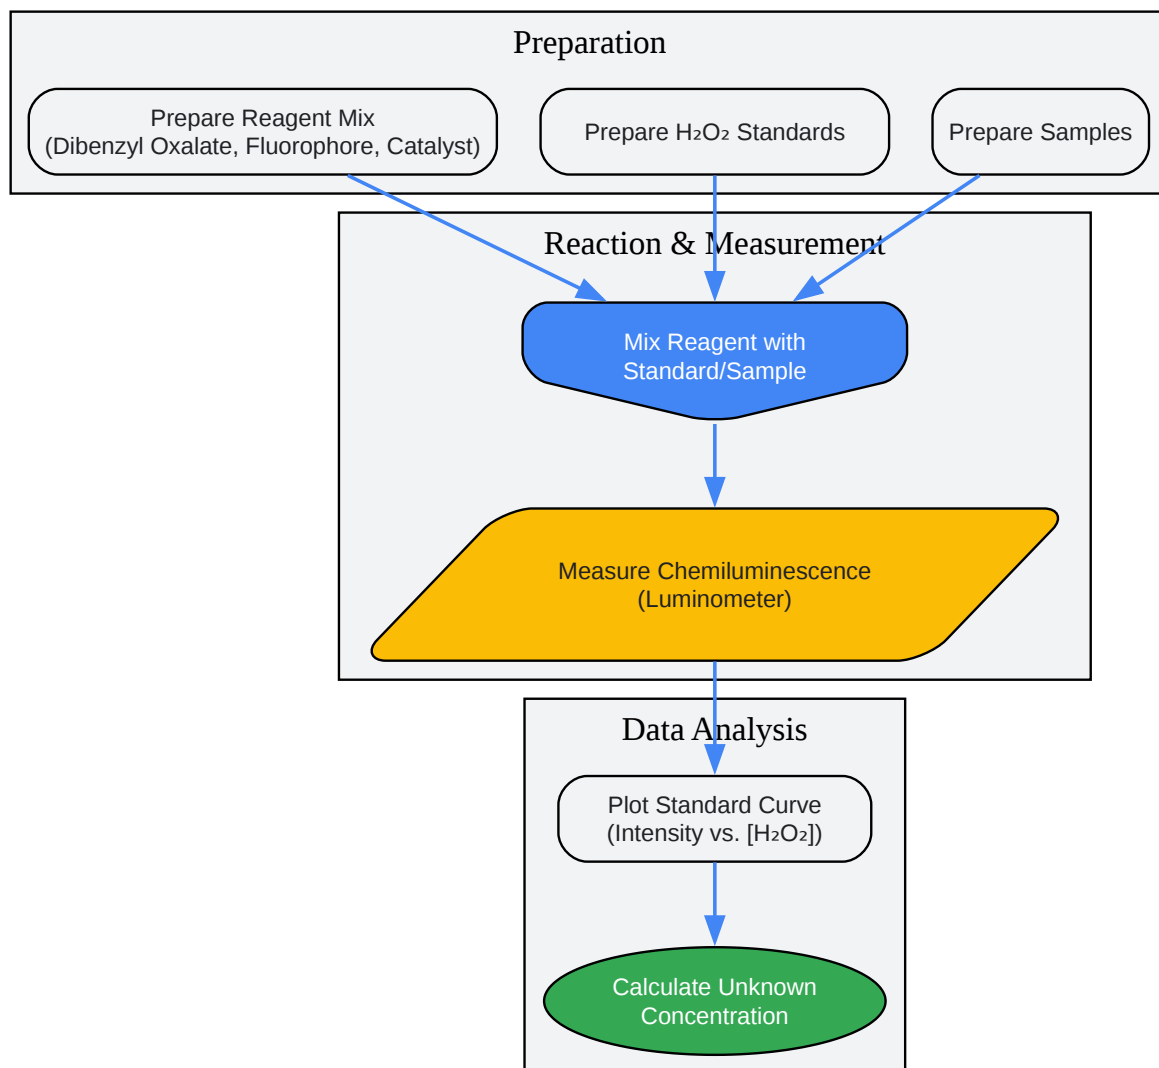 Preparation
Prepare Reagent Mix
(Dibenzyl Oxalate, Fluorophore, Catalyst)
Prepare H₂O₂ Standards
Prepare Samples
Reaction & Measurement
Mix Reagent with
Standard/Sample
Measure Chemiluminescence
(Luminometer)
Data Analysis
Plot Standard Curve
(Intensity vs. [H₂O₂])
Calculate Unknown
Concentration